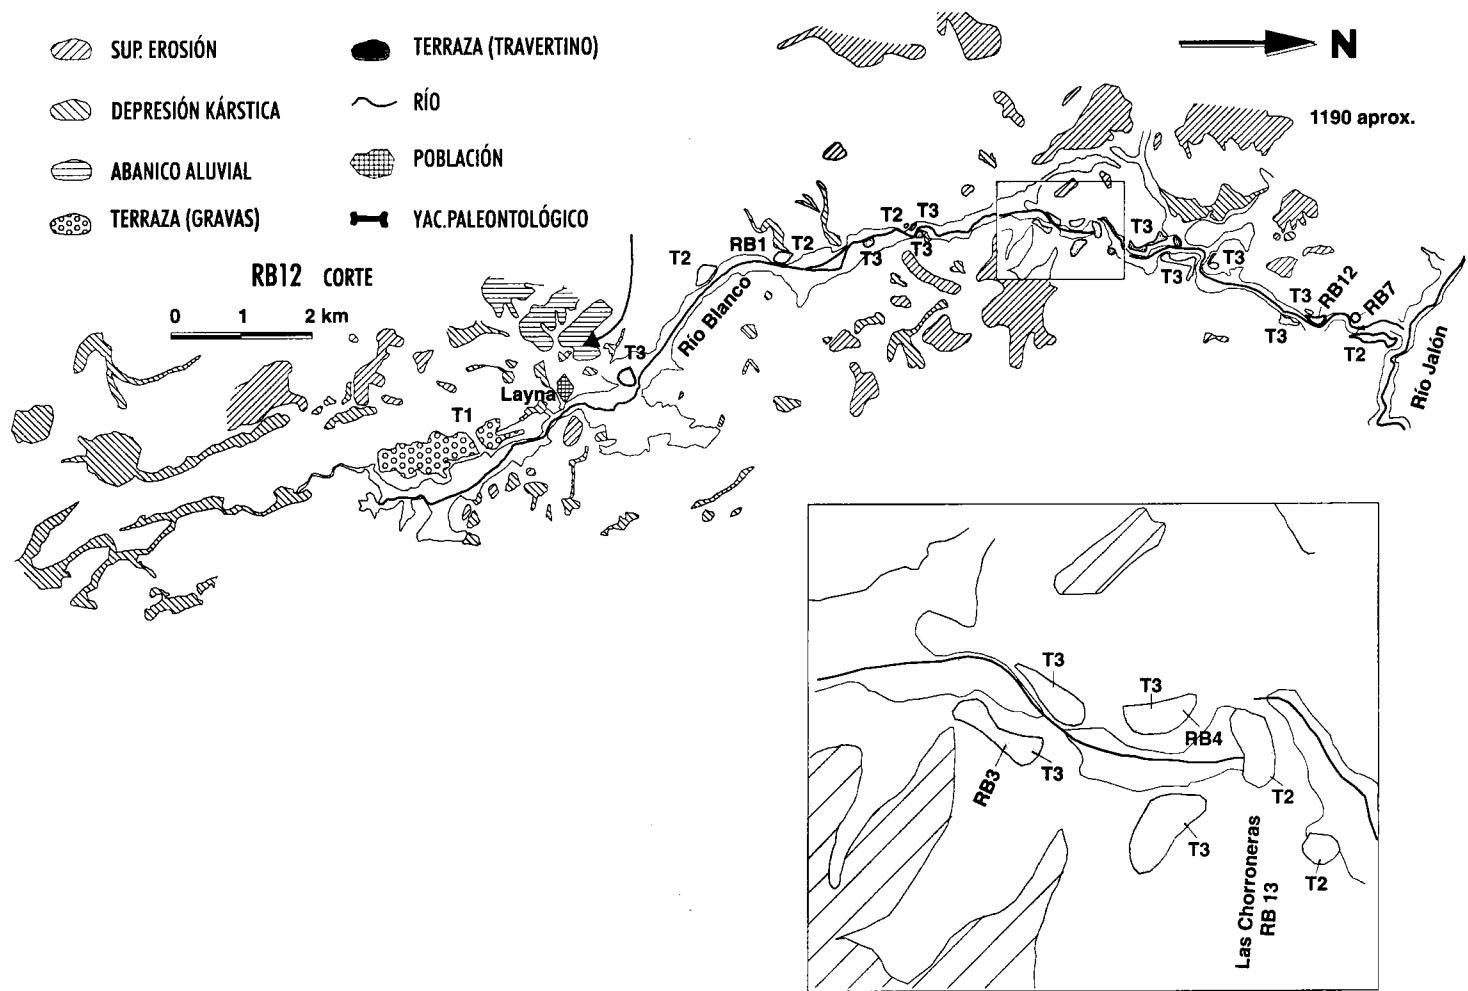 SUP. EROSIÓN
DEPRESIÓN KÁRSTICA
ABANICO ALUVIAL
TERRAZA (GRAVAS)
TERRAZA (TRAVERTINO)
RÍO
POBLACIÓN
YAC.PALEONTOLÓGICO
RB12 CORTE
0 1 2 km
N
1190 aprox.
Layna
T1
T3
T2
Río Blanco
RB1
T2
T3
T2
T3
T3
T3
T3
T3
T3
T3
RB12
RB7
T2
Río Jalón
T3
T3
RB4
RB3
T3
T2
T3
T2
Las Chorroneras
RB 13